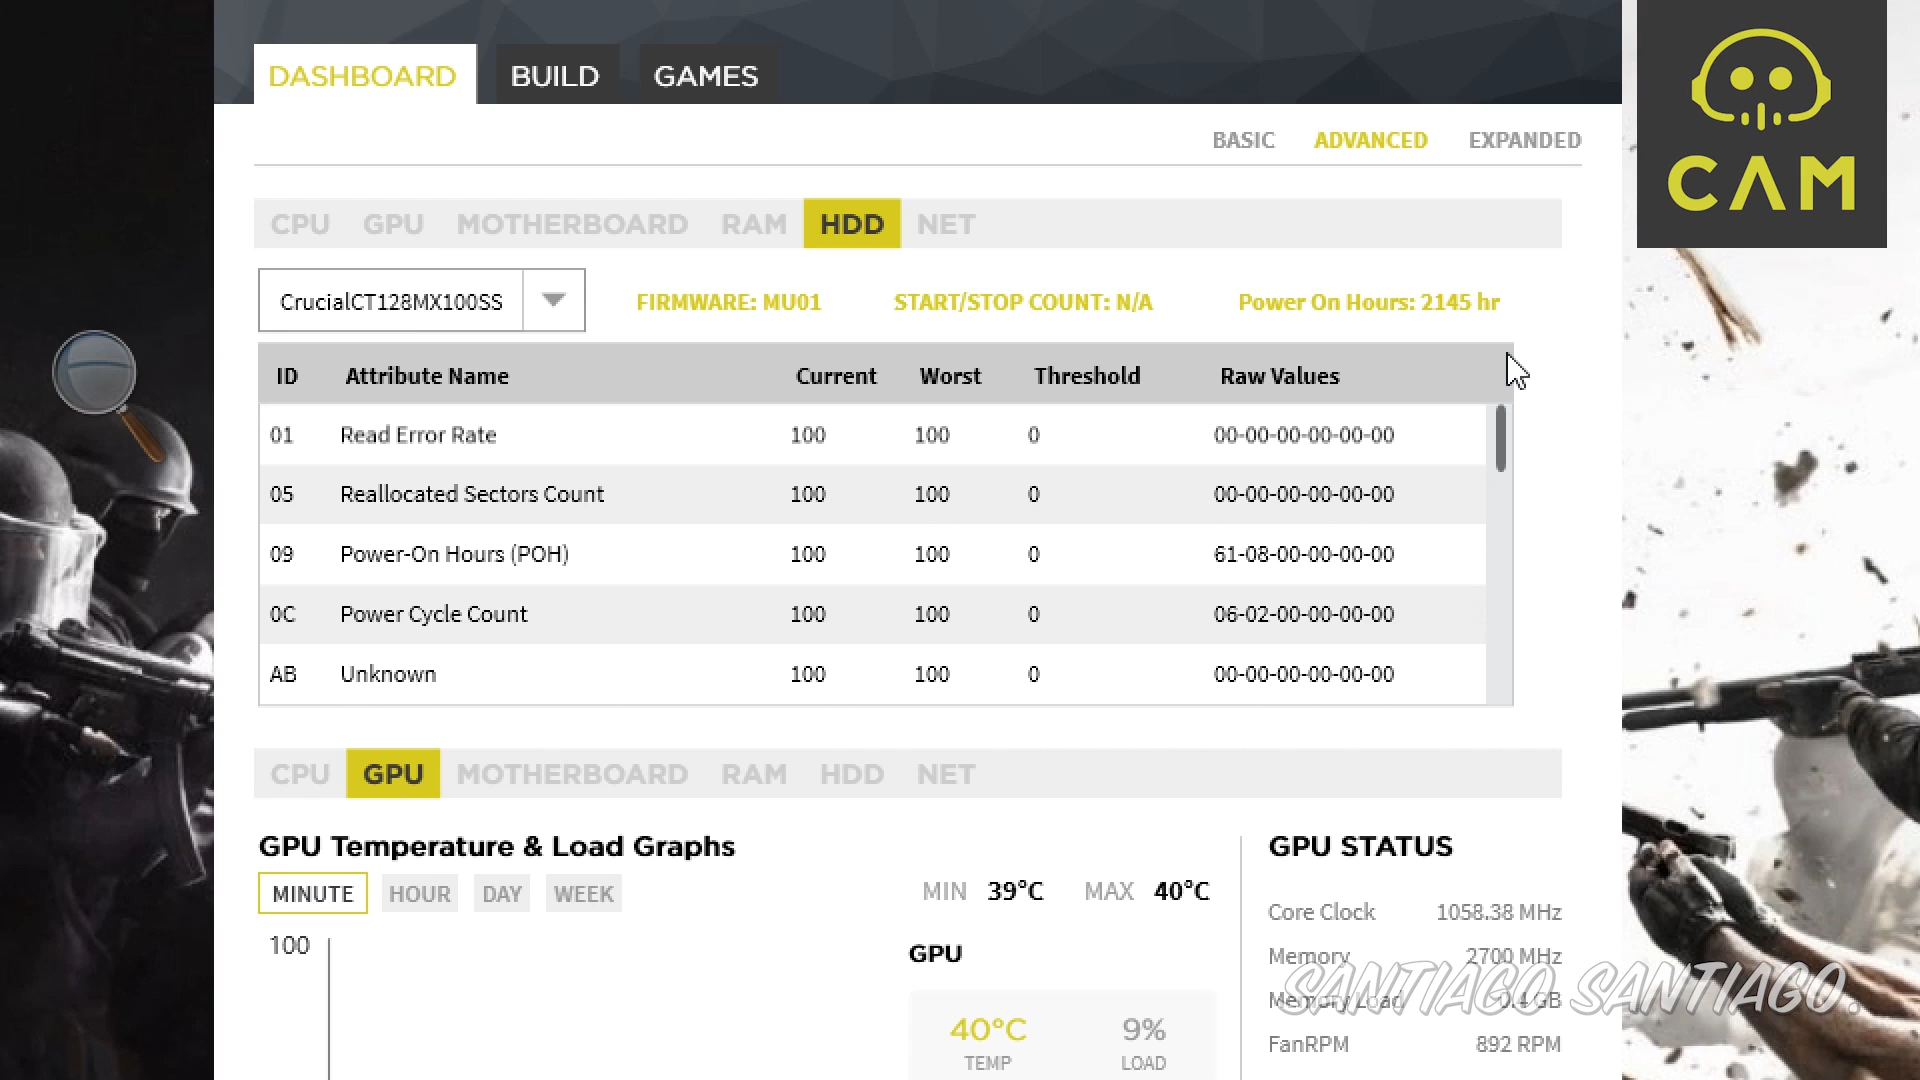 DASHBOARD BUILD GAMES
CAM
BASIC ADVANCED EXPANDED
CPU GPU MOTHERBOARD RAM HDD NET
CrucialCT128MX100SS FIRMWARE: MU01 START/STOP COUNT: N/A Power On Hours: 2145 hr
ID Attribute Name Current Worst Threshold Raw Values
01 Read Error Rate 100 100 0 00-00-00-00-00-00
05 Reallocated Sectors Count 100 100 0 00-00-00-00-00-00
09 Power-On Hours (POH) 100 100 0 61-08-00-00-00-00
0C Power Cycle Count 100 100 0 06-02-00-00-00-00
AB Unknown 100 100 0 00-00-00-00-00-00
CPU GPU MOTHERBOARD RAM HDD NET
GPU Temperature & Load Graphs
MINUTE HOUR DAY WEEK
100
MIN 39°C MAX 40°C
GPU
40°C 9%
TEMP LOAD
GPU STATUS
Core Clock 1058.38 MHz
Memory 2700 MHz
Memory Load 0.4 GB
FanRPM 892 RPM
SANTIAGO SANTIAGO.